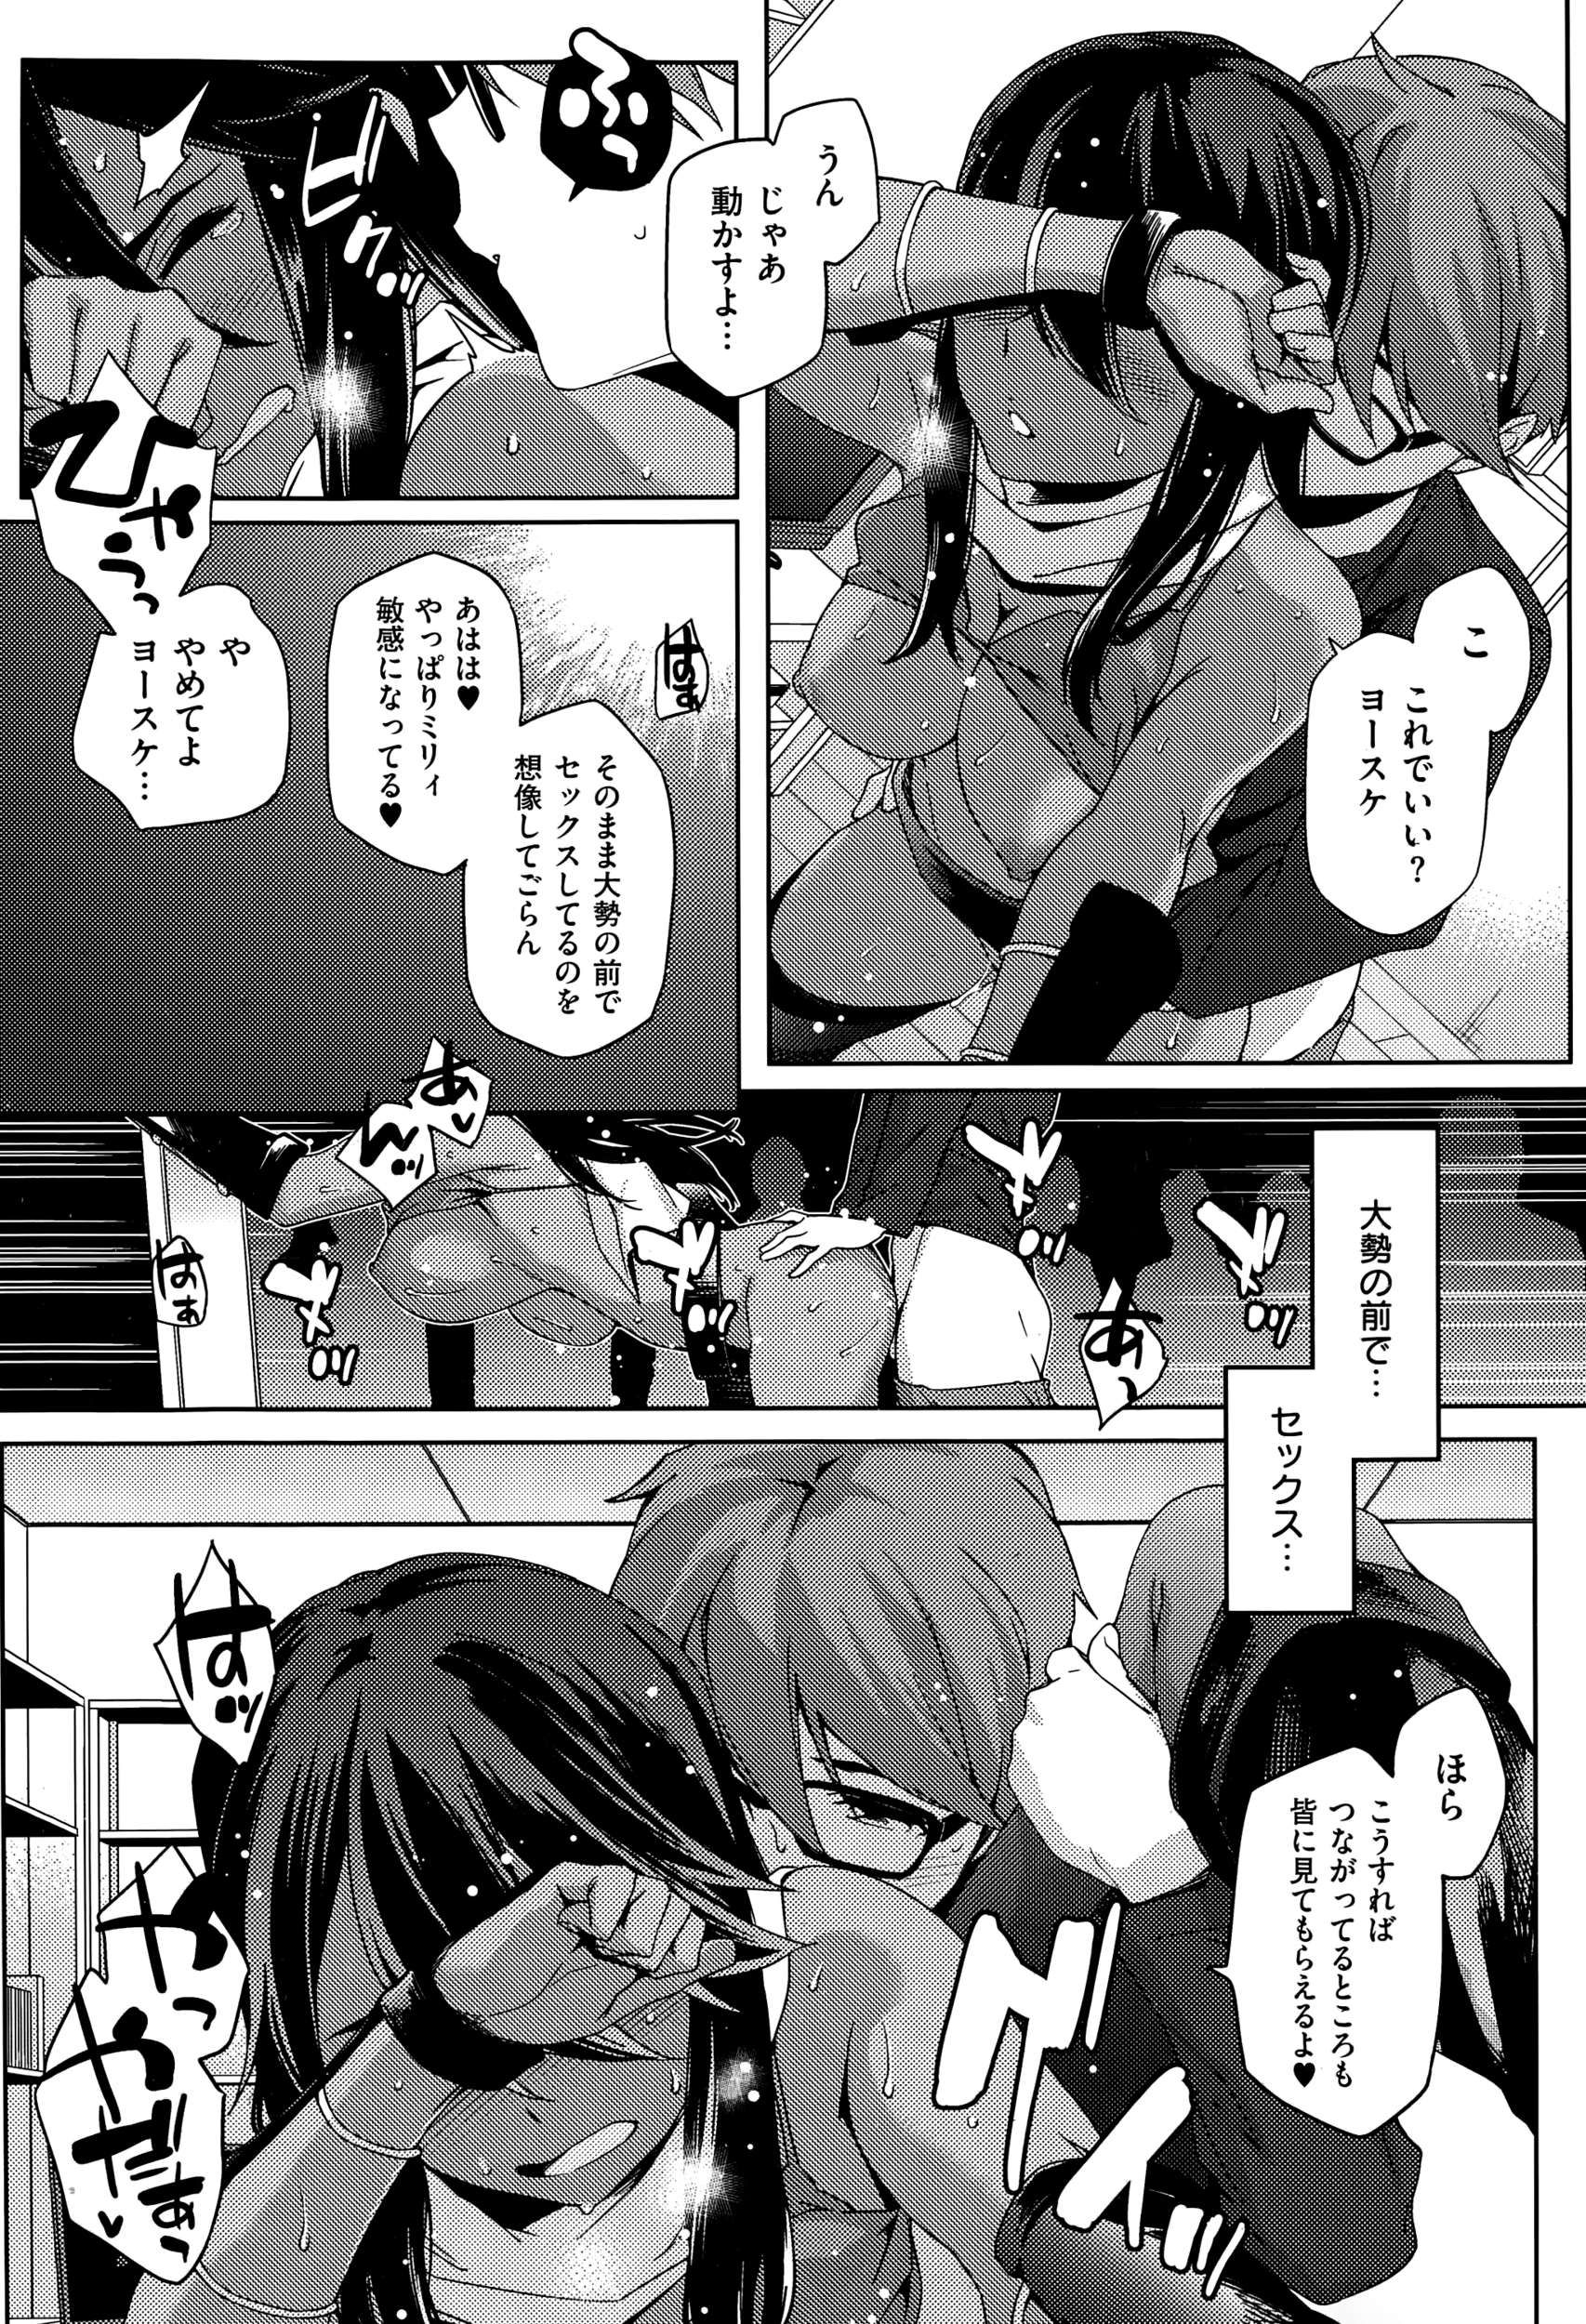 こ
これでいい？
ヨースケ
うん
じゃあ
動かすよ…
ふぅっ
ビクッ
ひゃうっ
や
やめてよ
ヨースケ…
あはは♥
やっぱりミリィ
敏感になってる♥
そのまま大勢の前で
セックスしてるのを
想像してごらん
はぁ
大勢の前で…
セックス…
あっ
あ
んッ
はぁ
ほら
こうすれば
つながってるところも
皆に見てもらえるよ♥
はッ
やっ
やだぁっ